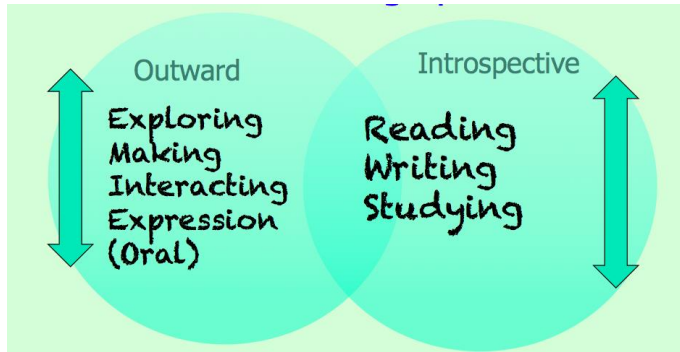 Outward
Exploring
Making
Interacting
Expression
(Oral)
Introspective
Reading
Writing
Studying